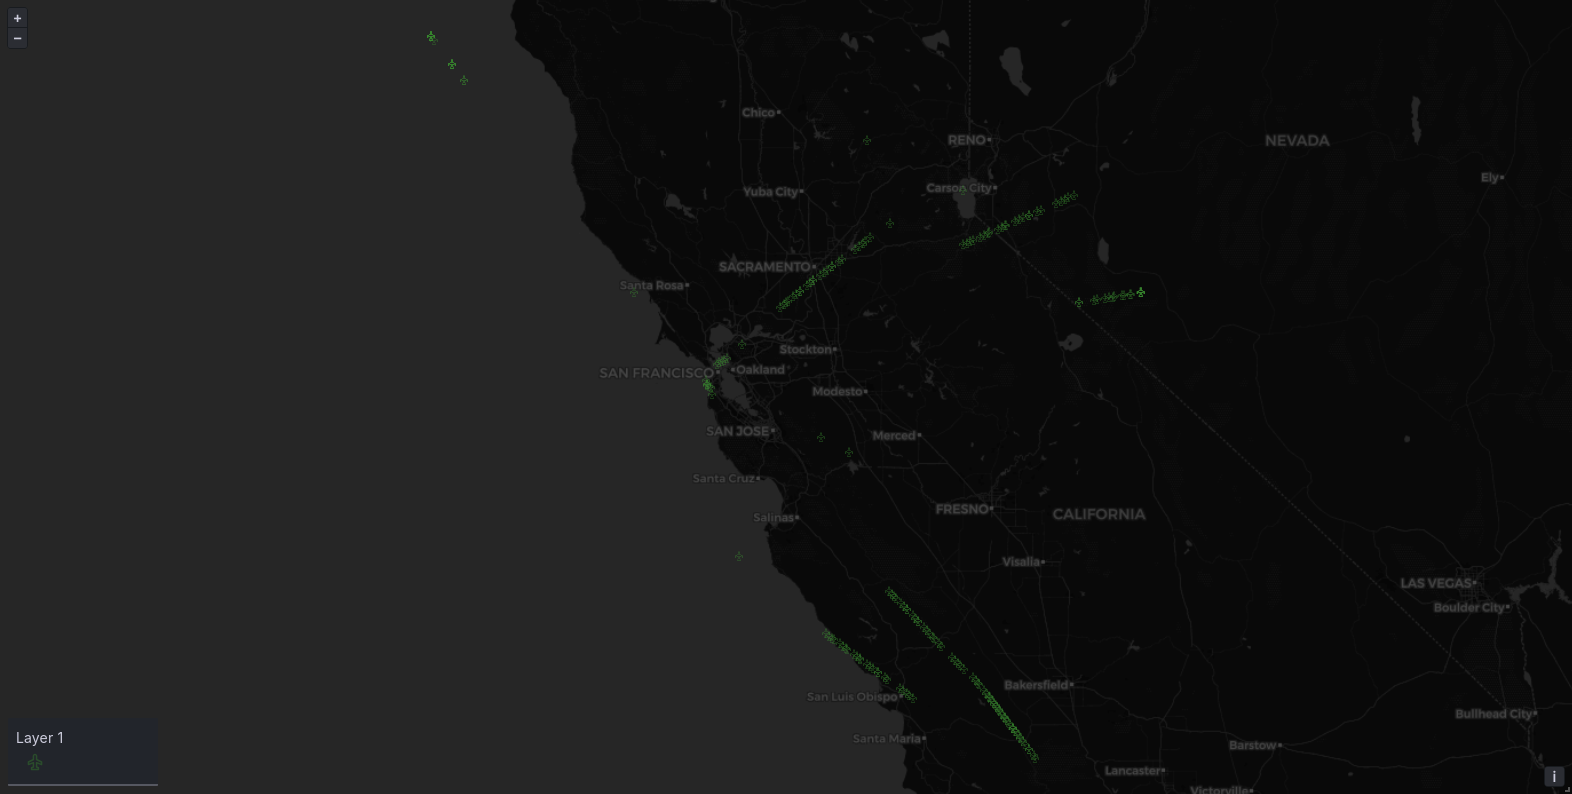 +
−
Chico
RENO
NEVADA
Ely
Yuba City
Carson City
SACRAMENTO
Santa Rosa
Stockton
SAN FRANCISCO
Oakland
Modesto
SAN JOSE
Merced
Santa Cruz
FRESNO
CALIFORNIA
Salinas
Visalia
LAS VEGAS
Boulder City
Bakersfield
San Luis Obispo
Bullhead City
Santa Maria
Layer 1
Barstow
Lancaster
Victorville
i